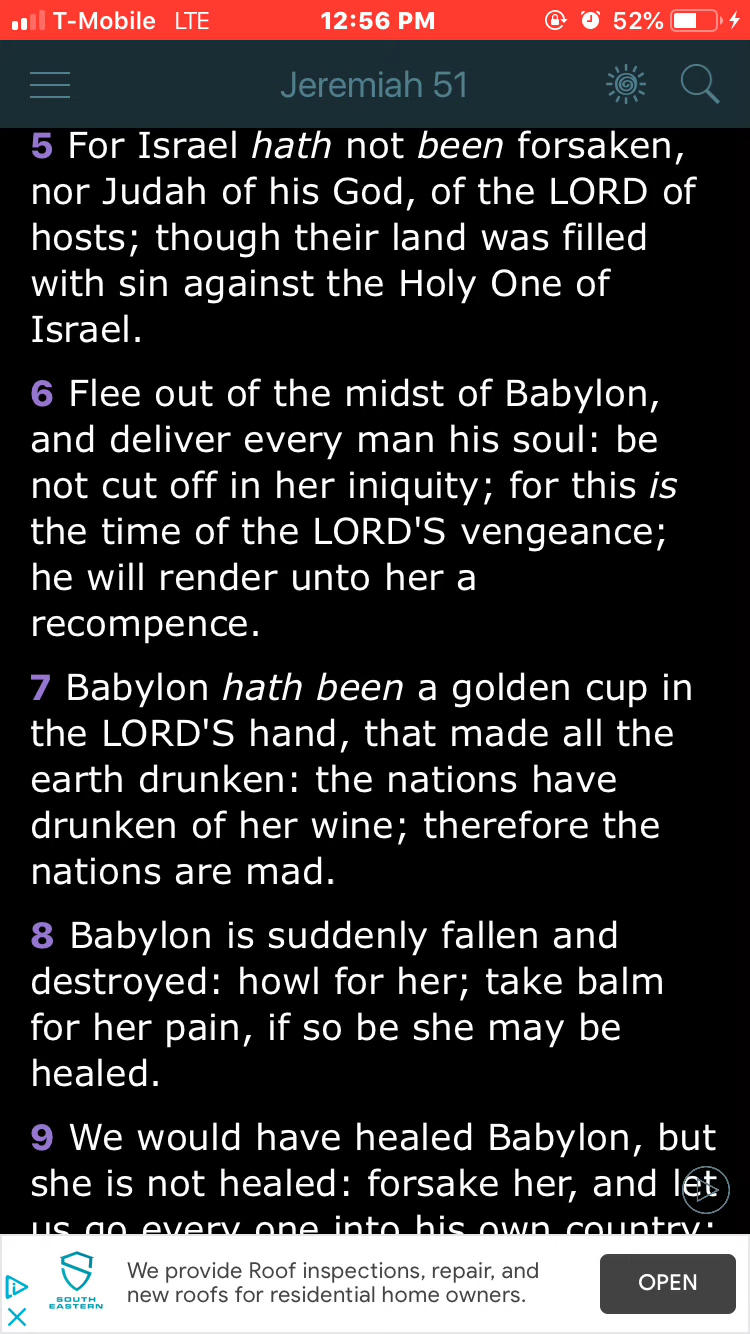 T-Mobile LTE 12:56 PM 52%
Jeremiah 51
5 For Israel hath not been forsaken,
nor Judah of his God, of the LORD of
hosts; though their land was filled
with sin against the Holy One of
Israel.
6 Flee out of the midst of Babylon,
and deliver every man his soul: be
not cut off in her iniquity; for this is
the time of the LORD'S vengeance;
he will render unto her a
recompence.
7 Babylon hath been a golden cup in
the LORD'S hand, that made all the
earth drunken: the nations have
drunken of her wine; therefore the
nations are mad.
8 Babylon is suddenly fallen and
destroyed: howl for her; take balm
for her pain, if so be she may be
healed.
9 We would have healed Babylon, but
she is not healed: forsake her, and let
us go every one into his own country:
We provide Roof inspections, repair, and
new roofs for residential home owners.
SOUTH
EASTERN
OPEN